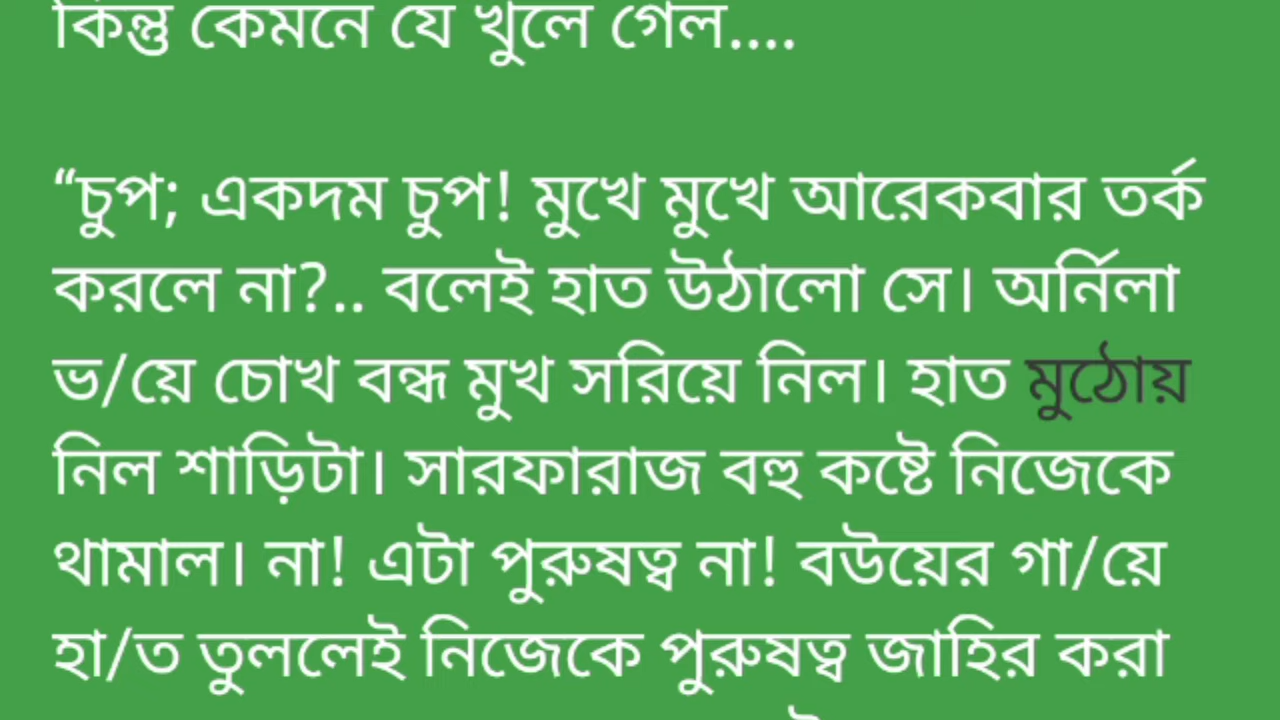 কিন্তু কেমনে যে খুলে গেল....
“চুপ; একদম চুপ! মুখে মুখে আরেকবার তর্ক
করলে না?.. বলেই হাত উঠালো সে। অর্নিলা
ভ/য়ে চোখ বন্ধ মুখ সরিয়ে নিল। হাত মুঠোয়
নিল শাড়িটা। সারফারাজ বহু কষ্টে নিজেকে
থামাল। না! এটা পুরুষত্ব না! বউয়ের গা/য়ে
হা/ত তুললেই নিজেকে পুরুষত্ব জাহির করা